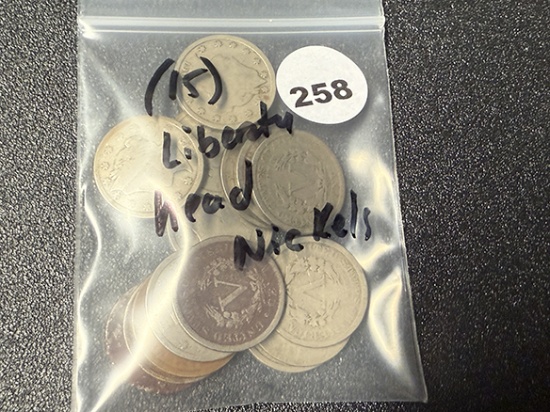 (15)
258
Liberty
Head
Nickels
V
V